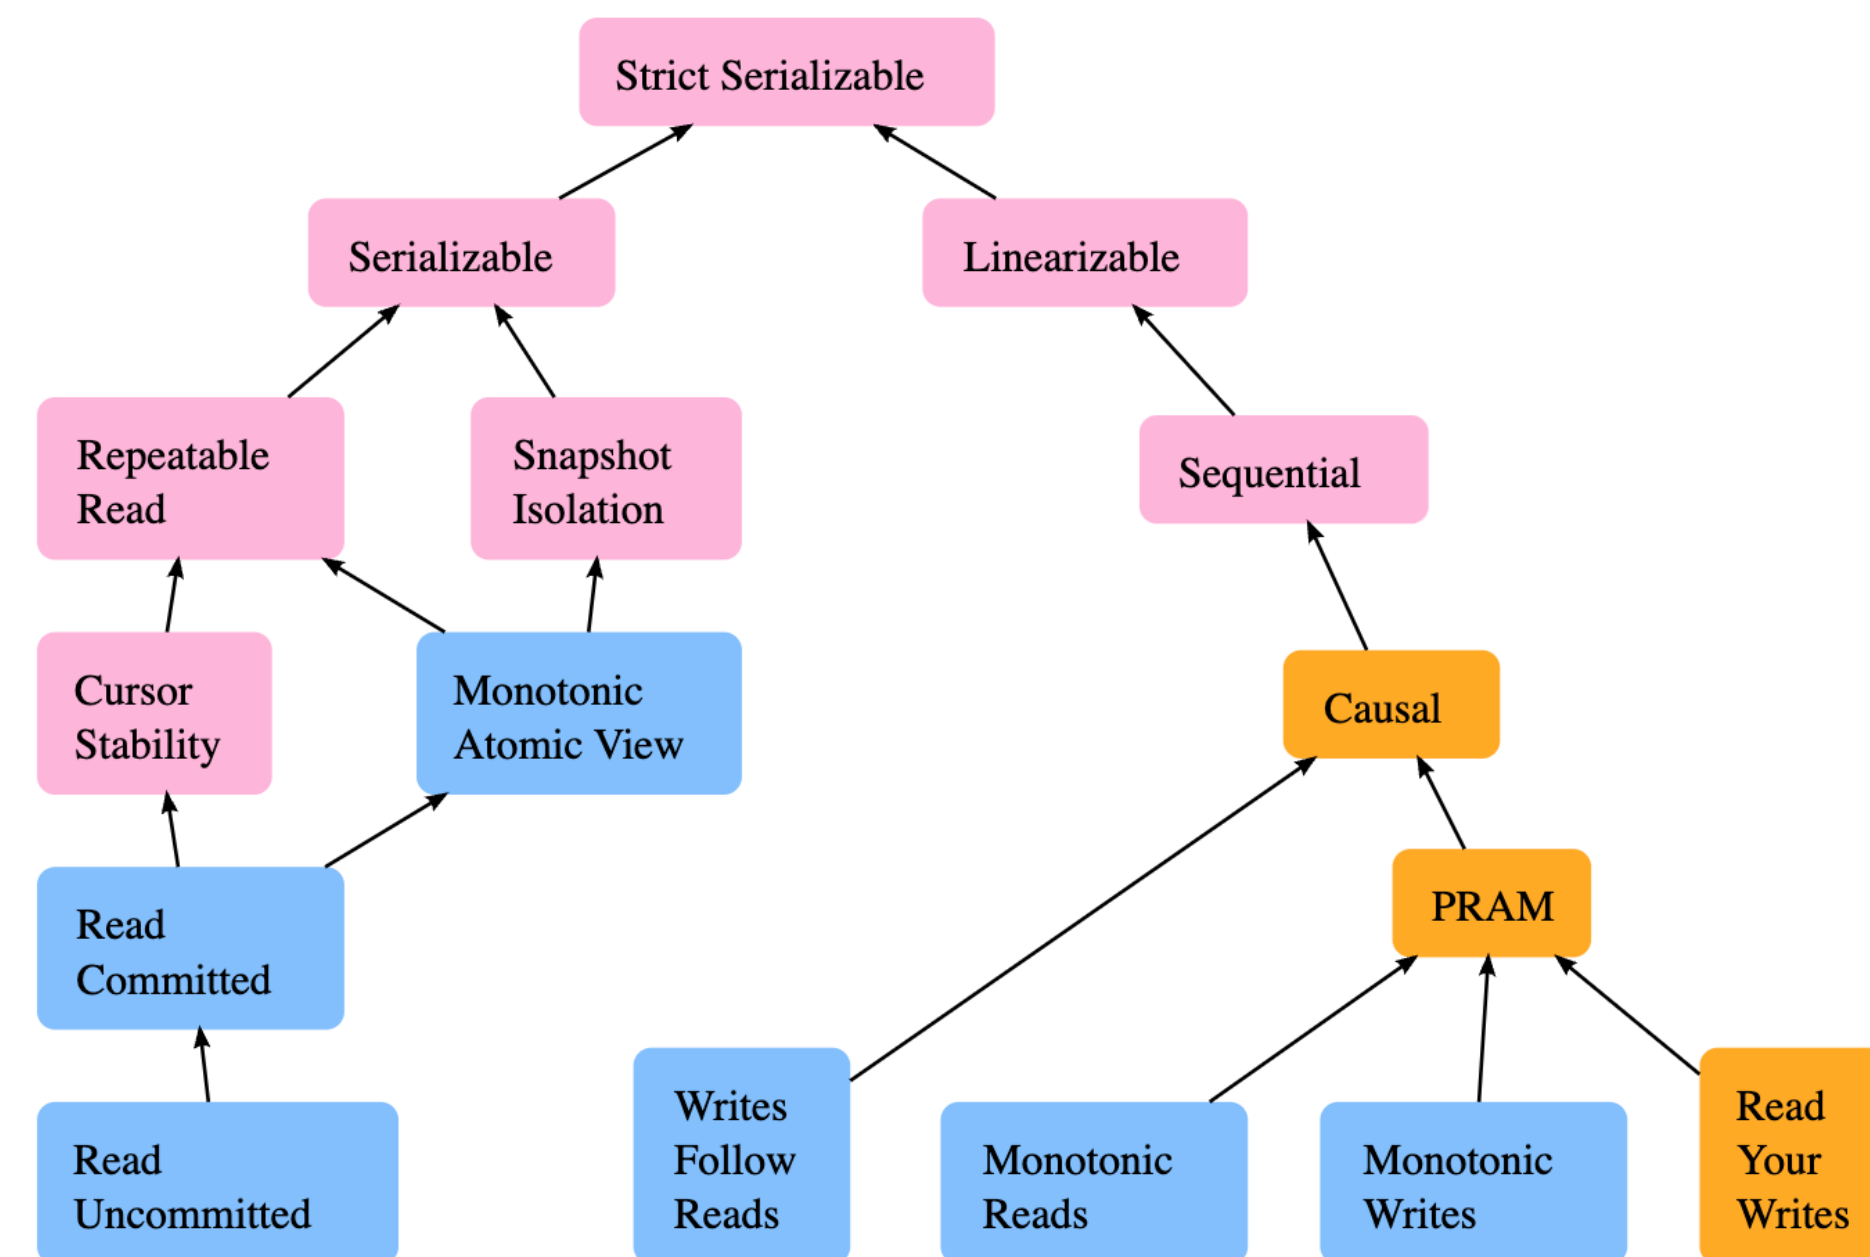 Strict Serializable
Serializable
Linearizable
Repeatable
Read
Snapshot
Isolation
Sequential
Cursor
Stability
Monotonic
Atomic View
Causal
Read
Committed
PRAM
Read
Uncommitted
Writes
Follow
Reads
Monotonic
Reads
Monotonic
Writes
Read
Your
Writes